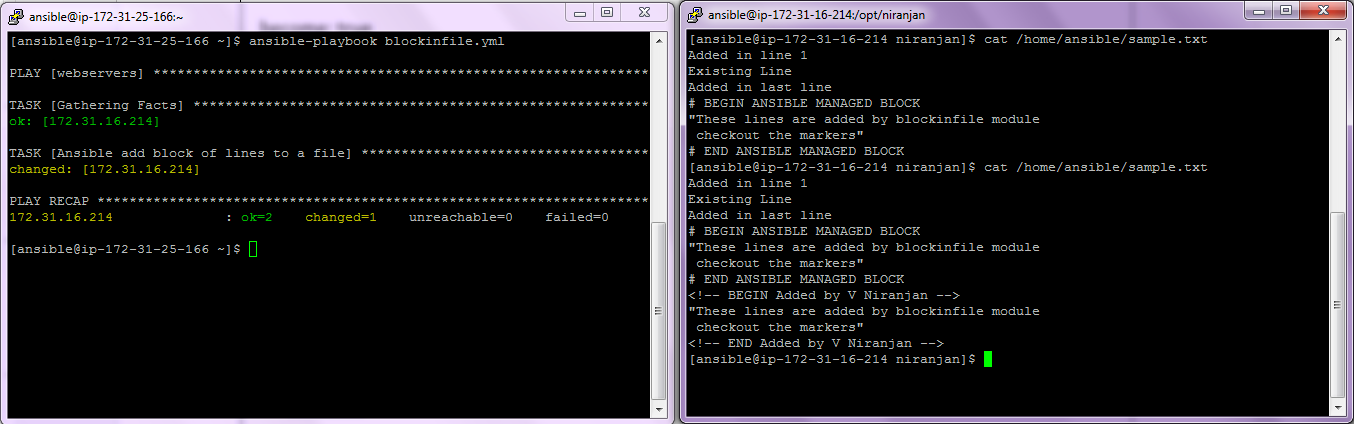 ansible@ip-172-31-25-166:~
[ansible@ip-172-31-25-166 ~]$ ansible-playbook blockinfile.yml
PLAY [webservers] **************************************************************
TASK [Gathering Facts] *********************************************************
ok: [172.31.16.214]
TASK [Ansible add block of lines to a file] ************************************
changed: [172.31.16.214]
PLAY RECAP *********************************************************************
172.31.16.214              : ok=2    changed=1    unreachable=0    failed=0
[ansible@ip-172-31-25-166 ~]$
ansible@ip-172-31-16-214:/opt/niranjan
[ansible@ip-172-31-16-214 niranjan]$ cat /home/ansible/sample.txt
Added in line 1
Existing Line
Added in last line
# BEGIN ANSIBLE MANAGED BLOCK
"These lines are added by blockinfile module
 checkout the markers"
# END ANSIBLE MANAGED BLOCK
[ansible@ip-172-31-16-214 niranjan]$ cat /home/ansible/sample.txt
Added in line 1
Existing Line
Added in last line
# BEGIN ANSIBLE MANAGED BLOCK
"These lines are added by blockinfile module
 checkout the markers"
# END ANSIBLE MANAGED BLOCK
<!-- BEGIN Added by V Niranjan -->
"These lines are added by blockinfile module
 checkout the markers"
<!-- END Added by V Niranjan -->
[ansible@ip-172-31-16-214 niranjan]$